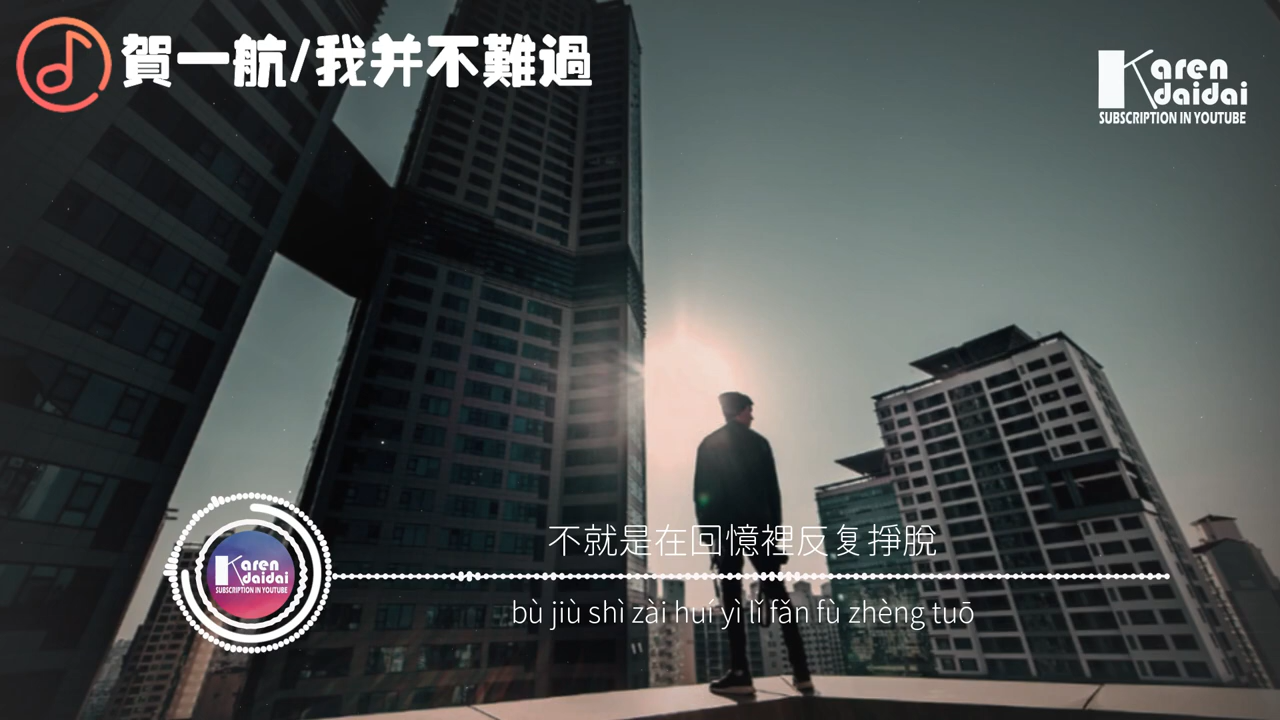 賀一航/我并不難過
Karen
daidai
SUBSCRIPTION IN YOUTUBE
不就是在回憶裡反复掙脫
Karen
daidai
SUBSCRIPTION IN YOUTUBE
bù jiù shì zài huí yì lǐ fǎn fù zhèng tuō